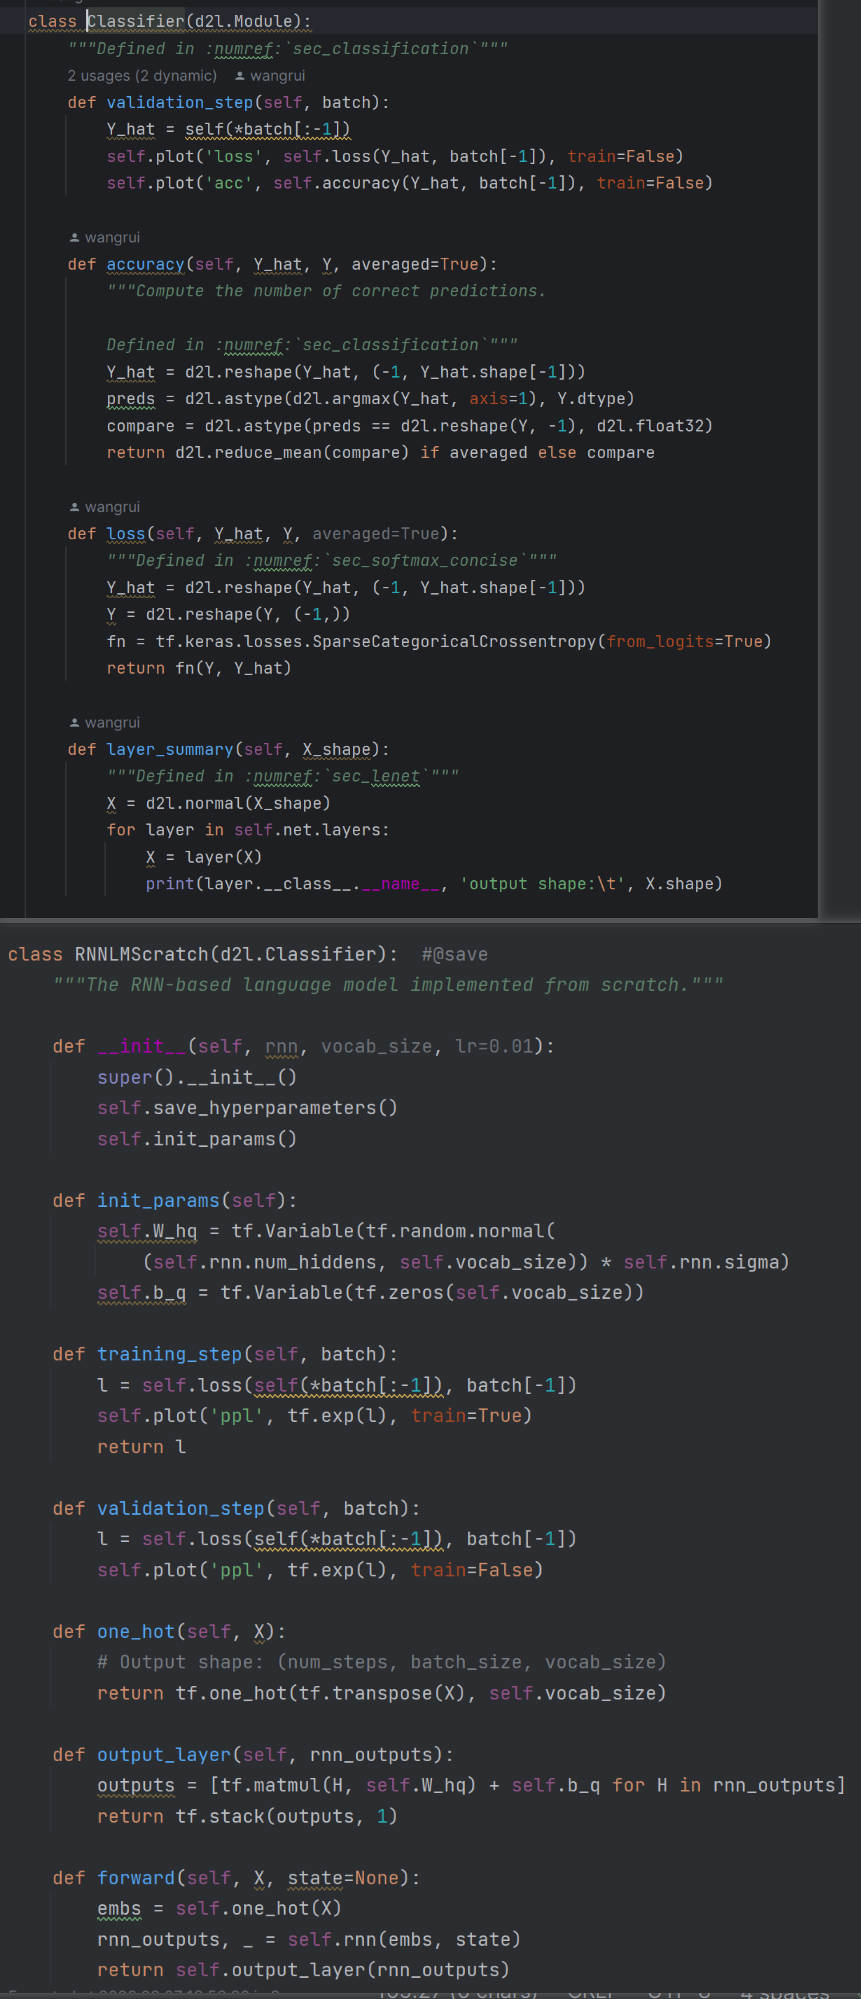 class Classifier(d2l.Module):
    """Defined in :numref:`sec_classification`"""
    2 usages (2 dynamic) wangrui
    def validation_step(self, batch):
        Y_hat = self(*batch[:-1])
        self.plot('loss', self.loss(Y_hat, batch[-1]), train=False)
        self.plot('acc', self.accuracy(Y_hat, batch[-1]), train=False)
    wangrui
    def accuracy(self, Y_hat, Y, averaged=True):
        """Compute the number of correct predictions.
        Defined in :numref:`sec_classification`"""
        Y_hat = d2l.reshape(Y_hat, (-1, Y_hat.shape[-1]))
        preds = d2l.astype(d2l.argmax(Y_hat, axis=1), Y.dtype)
        compare = d2l.astype(preds == d2l.reshape(Y, -1), d2l.float32)
        return d2l.reduce_mean(compare) if averaged else compare
    wangrui
    def loss(self, Y_hat, Y, averaged=True):
        """Defined in :numref:`sec_softmax_concise`"""
        Y_hat = d2l.reshape(Y_hat, (-1, Y_hat.shape[-1]))
        Y = d2l.reshape(Y, (-1,))
        fn = tf.keras.losses.SparseCategoricalCrossentropy(from_logits=True)
        return fn(Y, Y_hat)
    wangrui
    def layer_summary(self, X_shape):
        """Defined in :numref:`sec_lenet`"""
        X = d2l.normal(X_shape)
        for layer in self.net.layers:
            X = layer(X)
            print(layer.__class__.__name__, 'output shape:\t', X.shape)
class RNNLMScratch(d2l.Classifier):  #@save
    """The RNN-based language model implemented from scratch."""
    def __init__(self, rnn, vocab_size, lr=0.01):
        super().__init__()
        self.save_hyperparameters()
        self.init_params()
    def init_params(self):
        self.W_hq = tf.Variable(tf.random.normal(
            (self.rnn.num_hiddens, self.vocab_size)) * self.rnn.sigma)
        self.b_q = tf.Variable(tf.zeros(self.vocab_size))
    def training_step(self, batch):
        l = self.loss(self(*batch[:-1]), batch[-1])
        self.plot('ppl', tf.exp(l), train=True)
        return l
    def validation_step(self, batch):
        l = self.loss(self(*batch[:-1]), batch[-1])
        self.plot('ppl', tf.exp(l), train=False)
    def one_hot(self, X):
        # Output shape: (num_steps, batch_size, vocab_size)
        return tf.one_hot(tf.transpose(X), self.vocab_size)
    def output_layer(self, rnn_outputs):
        outputs = [tf.matmul(H, self.W_hq) + self.b_q for H in rnn_outputs]
        return tf.stack(outputs, 1)
    def forward(self, X, state=None):
        embs = self.one_hot(X)
        rnn_outputs, _ = self.rnn(embs, state)
        return self.output_layer(rnn_outputs)
4 spaces